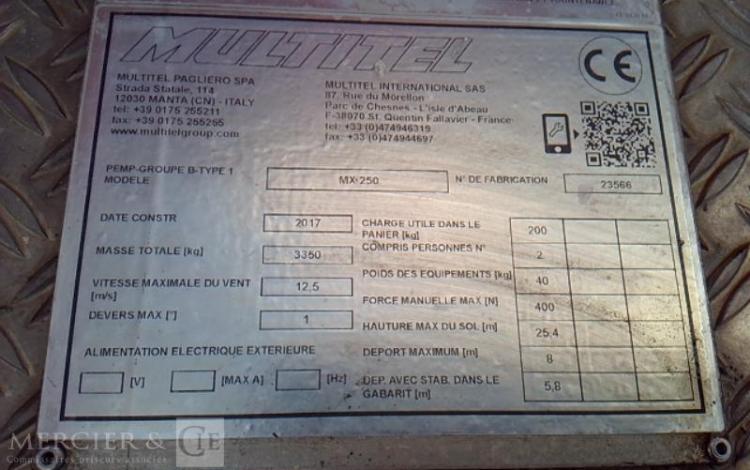 MULTITEL
MULTITEL PAGLIERO SPA
Strada Statale, 114
12030 MANTA (CN) - ITALY
tel: +39 0175 255211
fax: +39 0175 255255
www.multitelgroup.com
MULTITEL INTERNATIONAL SAS
87, Rue du Morellon
Parc de Chesnes - L'isle d'Abeau
F-38070 St. Quentin Fallavier - France
tel: +33 (0)474946319
fax: +33 (0)474944697
CE
PEMP-GROUPE B-TYPE 1
MODELE
MX 250
N° DE FABRICATION
23566
DATE CONSTR
2017
MASSE TOTALE [kg]
3350
VITESSE MAXIMALE DU VENT
[m/s]
12,5
DEVERS MAX [°]
1
ALIMENTATION ELECTRIQUE EXTERIEURE
[V] [MAX A] [Hz]
CHARGE UTILE DANS LE
PANIER [kg]
200
COMPRIS PERSONNES N°
2
POIDS DES EQUIPEMENTS [kg]
40
FORCE MANUELLE MAX [N]
400
HAUTURE MAX DU SOL [m]
25,4
DEPORT MAXIMUM [m]
8
DEP. AVEC STAB. DANS LE
GABARIT [m]
5,8
MERCIER & CIE
Commissaires priseurs associés